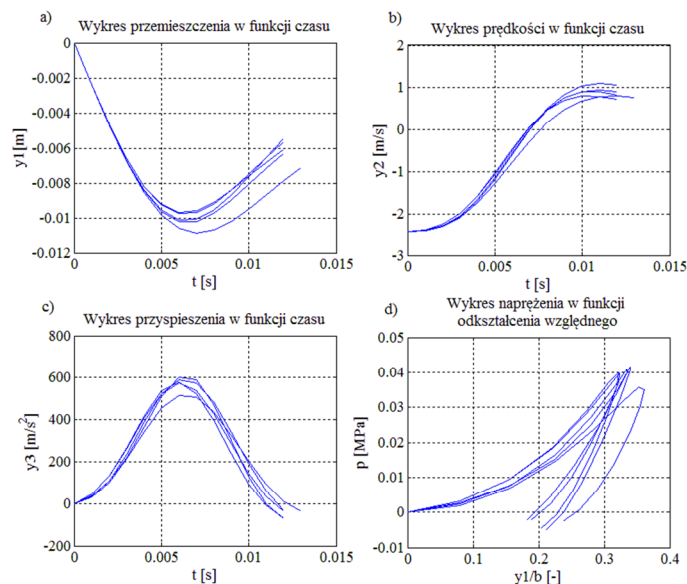 a)
Wykres przemieszczenia w funkcji czasu
0
-0.002
-0.004
-0.006
-0.008
-0.01
-0.012
y1[m]
0
0.005
0.01
0.015
t [s]
b)
Wykres prędkości w funkcji czasu
2
1
0
-1
-2
-3
y2 [m/s]
0
0.005
0.01
0.015
t [s]
c)
Wykres przyspieszenia w funkcji czasu
800
600
400
200
0
-200
y3 [m/s²]
0
0.005
0.01
0.015
t [s]
d)
Wykres naprężenia w funkcji
odkształcenia względnego
0.05
0.04
0.03
0.02
0.01
0
-0.01
p [MPa]
0
0.1
0.2
0.3
0.4
y1/b [-]